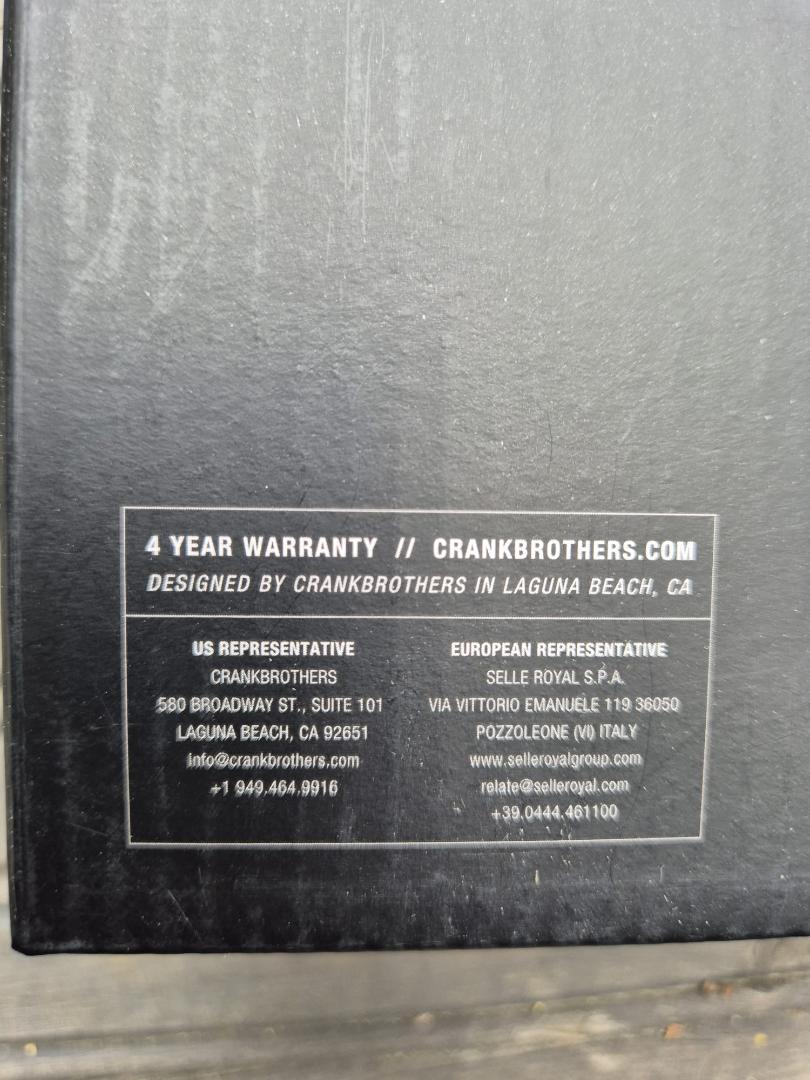 4 YEAR WARRANTY // CRANKBROTHERS.COM
DESIGNED BY CRANKBROTHERS IN LAGUNA BEACH, CA
US REPRESENTATIVE
CRANKBROTHERS
580 BROADWAY ST., SUITE 101
LAGUNA BEACH, CA 92651
info@crankbrothers.com
+1 949.464.9916
EUROPEAN REPRESENTATIVE
SELLE ROYAL S.P.A.
VIA VITTORIO EMANUELE 119 36050
POZZOLEONE (VI) ITALY
www.selleroyalgroup.com
relate@selleroyal.com
+39.0444.461100